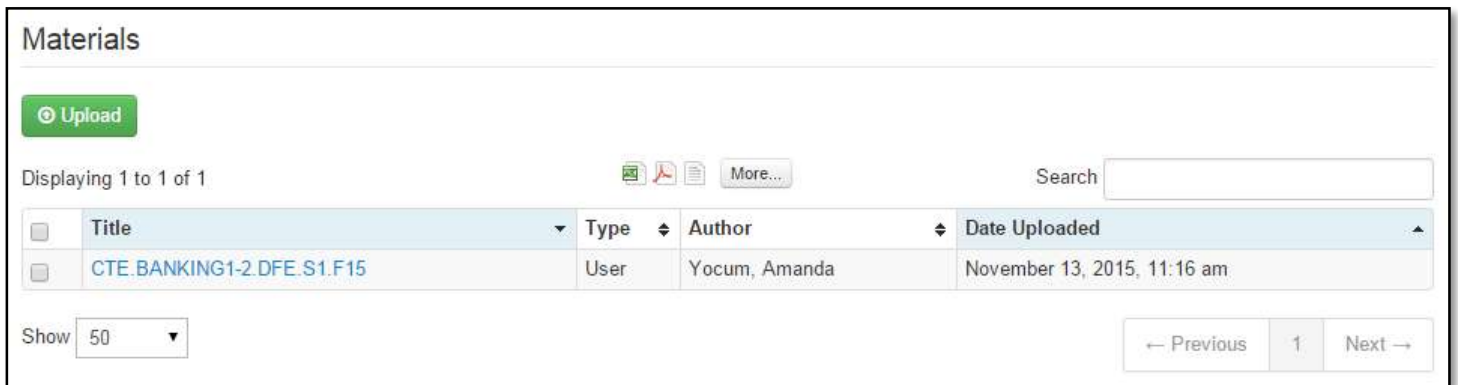 Materials
Upload
Displaying 1 to 1 of 1 More... Search
Title Type Author Date Uploaded
CTE.BANKING1-2.DFE.S1.F15 User Yocum, Amanda November 13, 2015, 11:16 am
Show 50 ← Previous 1 Next →